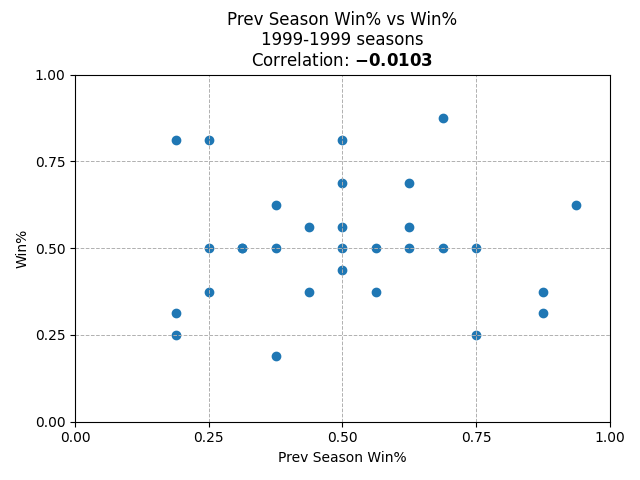 Prev Season Win% vs Win%
1999-1999 seasons
Correlation: −0.0103
1.00
0.75
Win%
0.50
0.25
0.00
0.00 0.25 0.50 0.75 1.00
Prev Season Win%